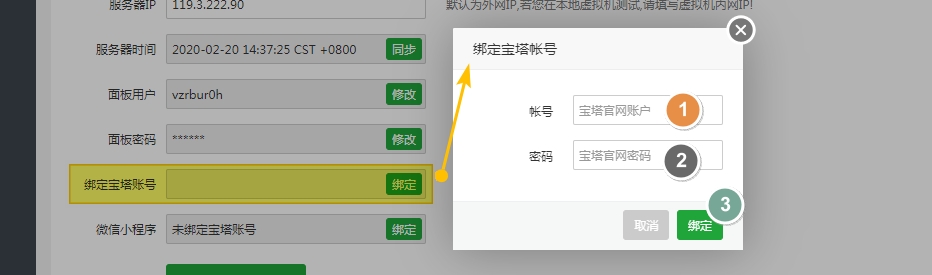 服务器IP 119.3.222.90 默认为外网IP,若您在本地虚拟机测试,请填写虚拟机内网IP!
服务器时间 2020-02-20 14:37:25 CST +0800 同步
面板用户 vzrbur0h 修改
面板密码 ****** 修改
绑定宝塔账号 绑定
微信小程序 未绑定宝塔账号 绑定
绑定宝塔帐号
帐号 宝塔官网账户 1
密码 宝塔官网密码 2
3
取消 绑定